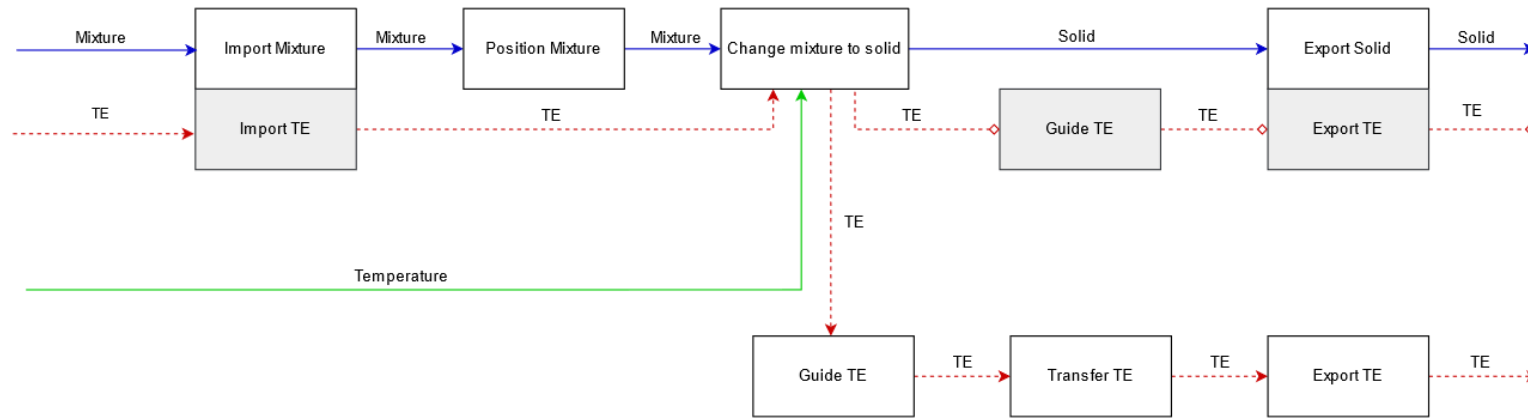 Mixture
Import Mixture
Mixture
Position Mixture
Mixture
Change mixture to solid
Solid
Export Solid
Solid
TE
Import TE
TE
TE
Guide TE
TE
Export TE
TE
TE
Temperature
Guide TE
TE
Transfer TE
TE
Export TE
TE